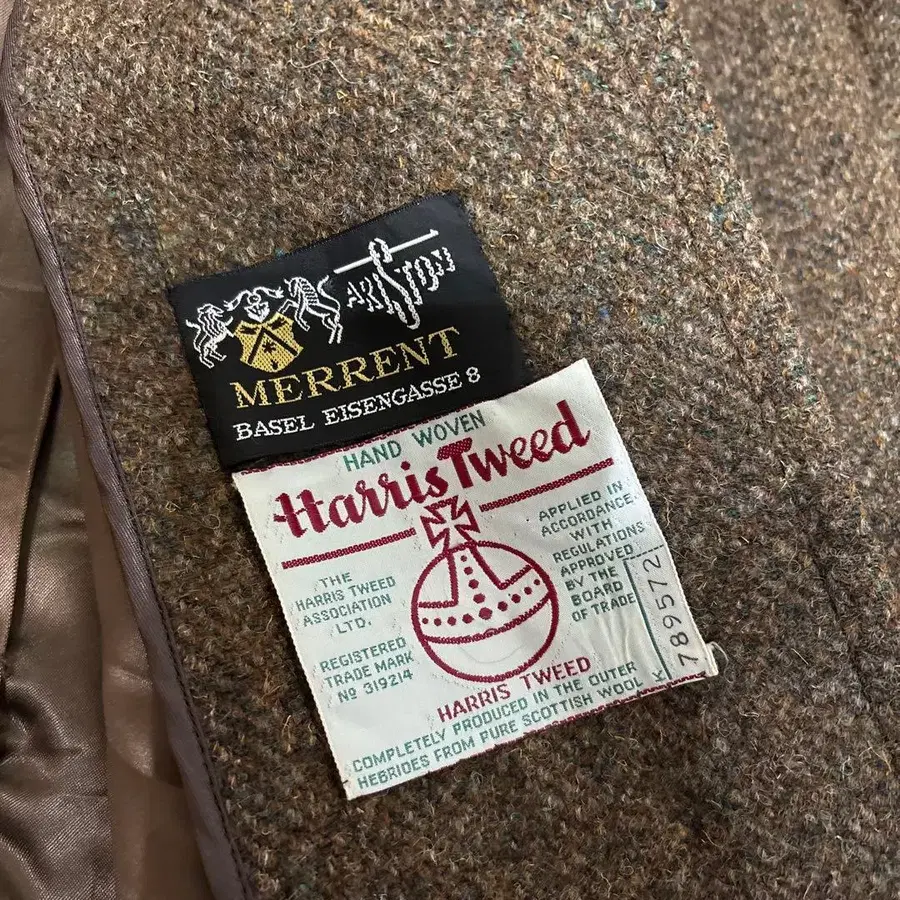 MERRENT
BASEL EISENGASSE 8
HAND WOVEN
Harris Tweed
THE
HARRIS TWEED
ASSOCIATION
LTD.
REGISTERED
TRADE MARK
Nº 319214
APPLIED IN
ACCORDANCE
WITH
REGULATIONS
APPROVED
BY THE
BOARD
OF TRADE
K 789572
HARRIS TWEED
COMPLETELY PRODUCED IN THE OUTER
HEBRIDES FROM PURE SCOTTISH WOOL